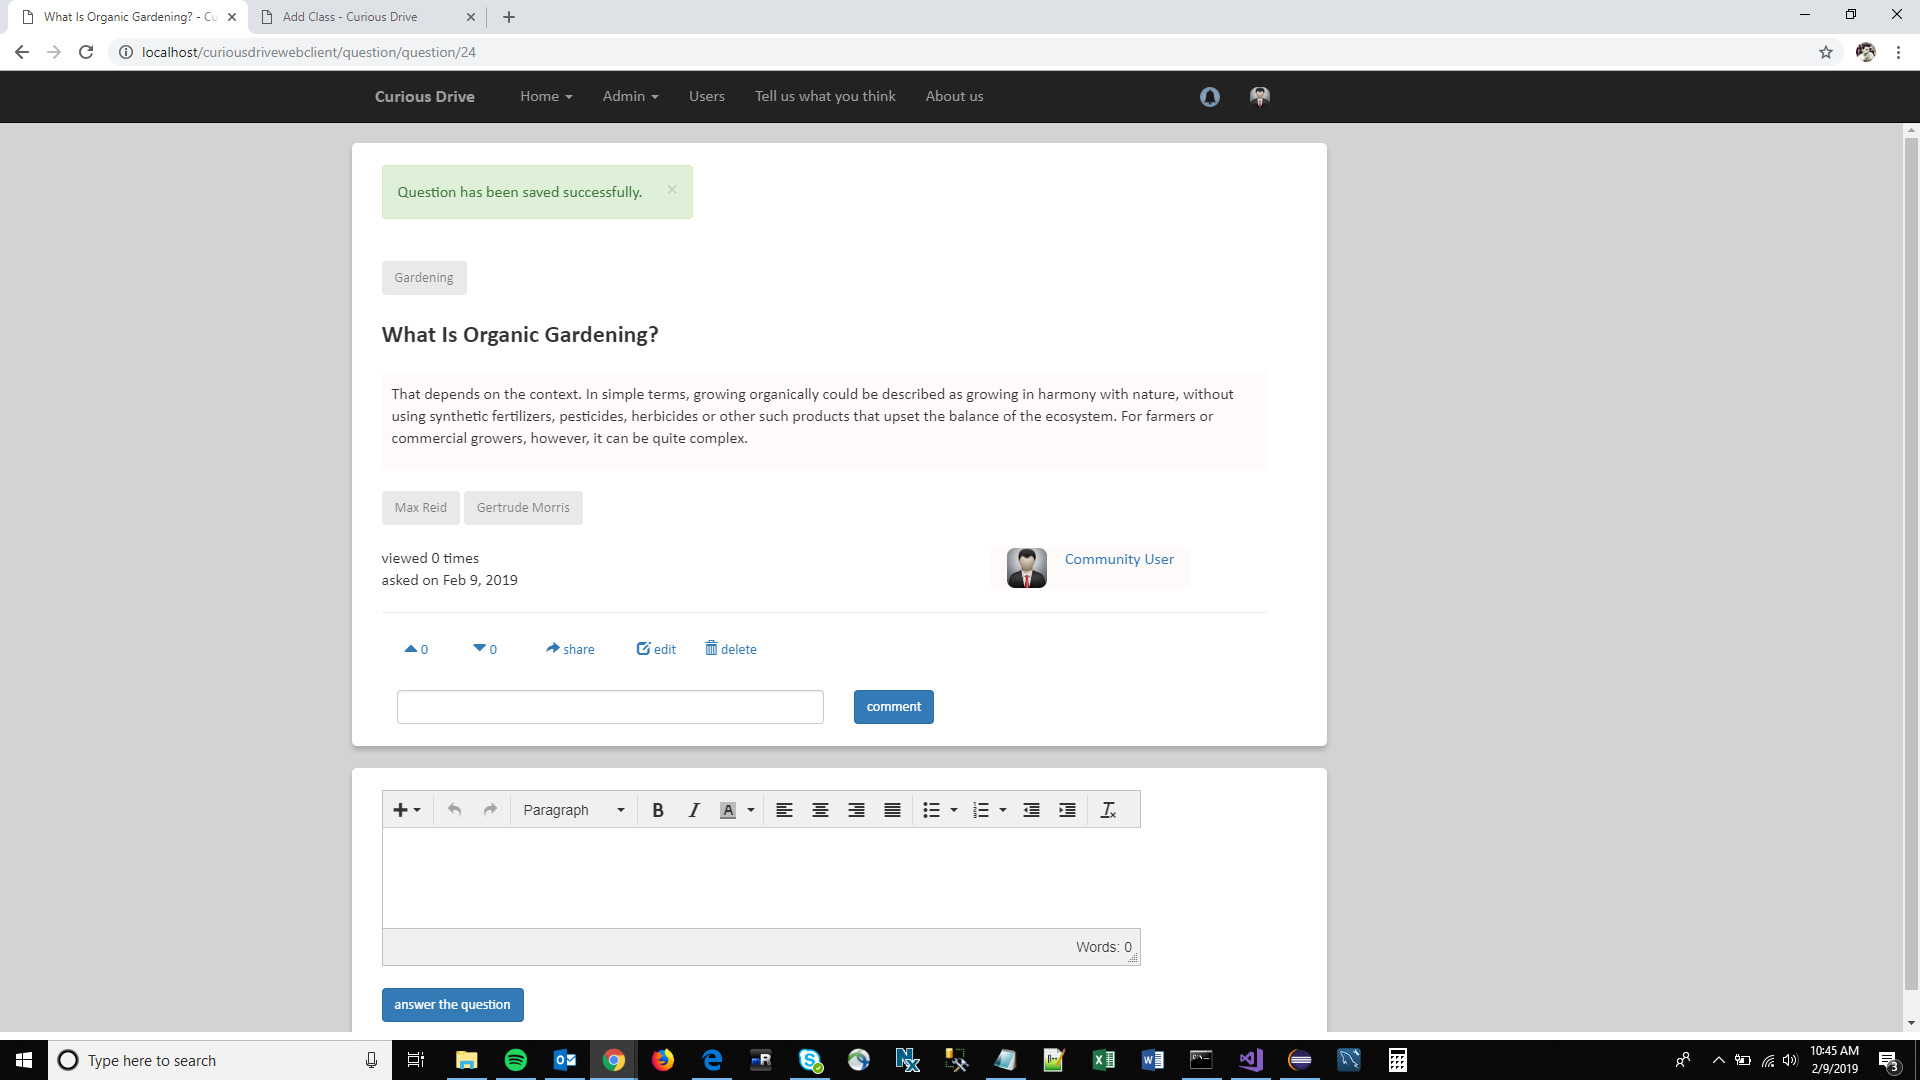 What Is Organic Gardening? - Cu
Add Class - Curious Drive
localhost/curiousdrivewebclient/question/question/24
Curious Drive
Home
Admin
Users
Tell us what you think
About us
Question has been saved successfully.
×
Gardening
What Is Organic Gardening?
That depends on the context. In simple terms, growing organically could be described as growing in harmony with nature, without
using synthetic fertilizers, pesticides, herbicides or other such products that upset the balance of the ecosystem. For farmers or
commercial growers, however, it can be quite complex.
Max Reid
Gertrude Morris
viewed 0 times
asked on Feb 9, 2019
Community User
0
0
share
edit
delete
comment
Paragraph
B
I
A
Words: 0
answer the question
Type here to search
10:45 AM
2/9/2019
3